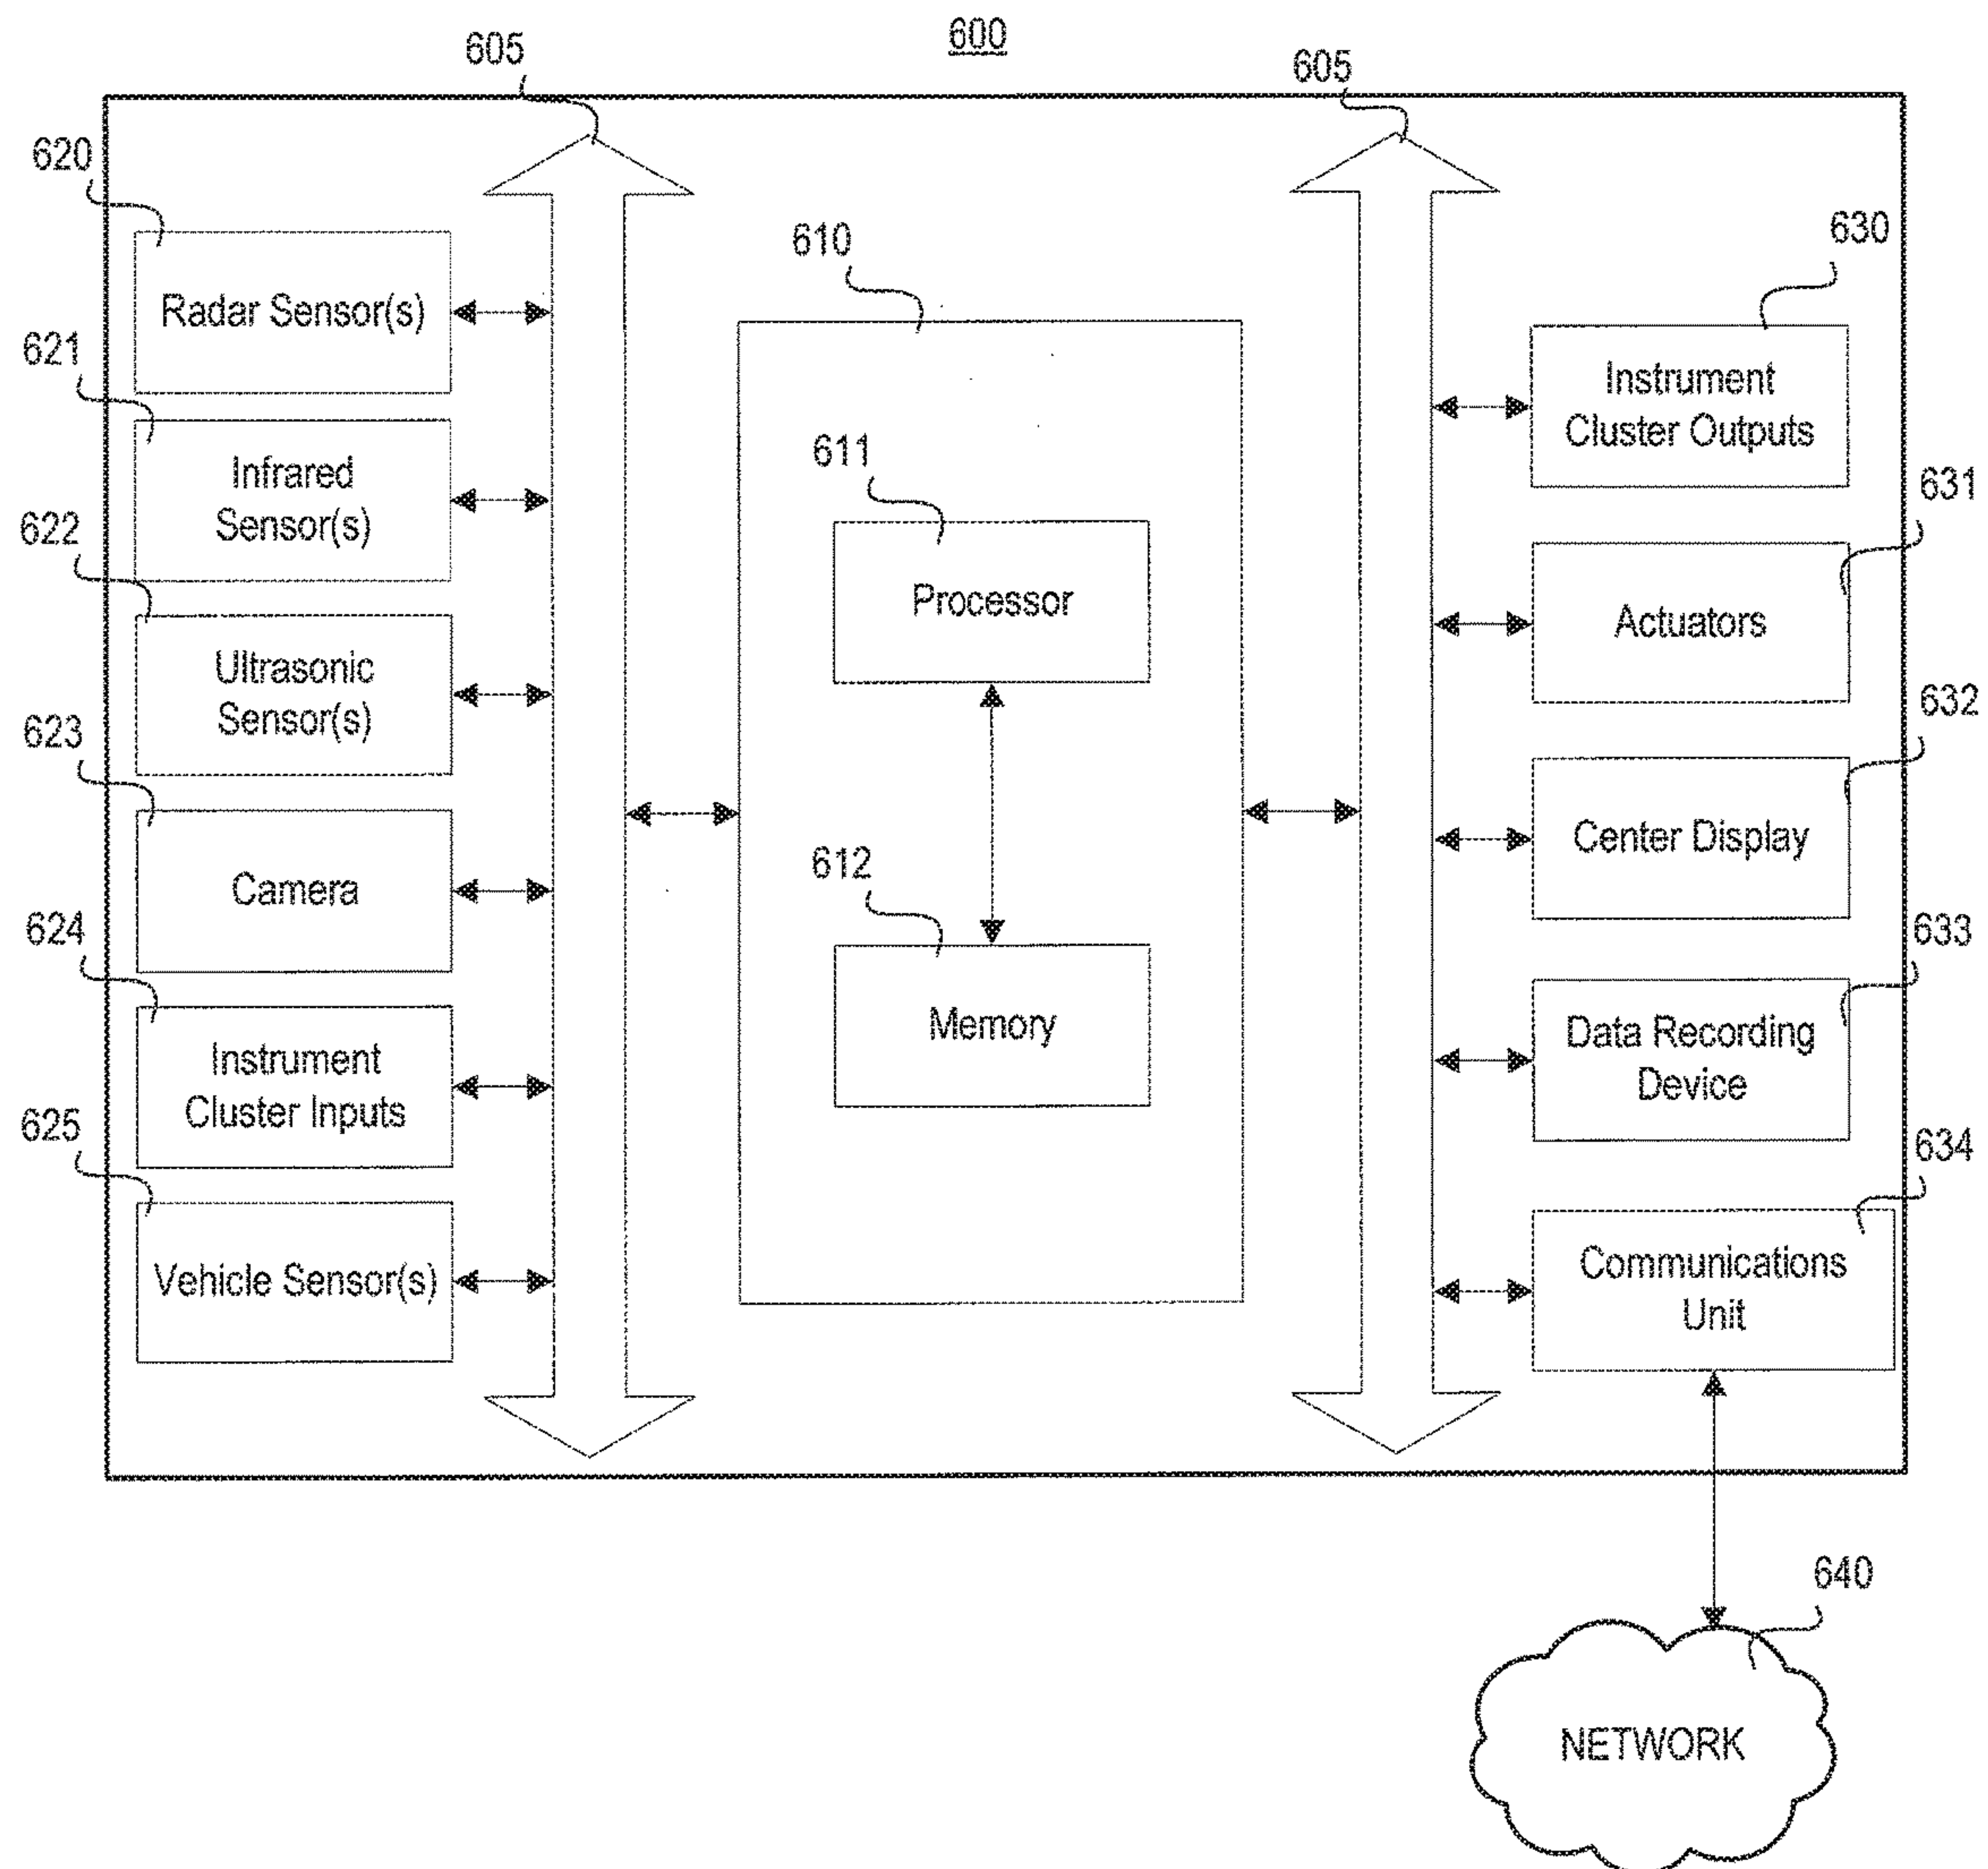 600
605
605
620
Radar Sensor(s)
621
Infrared
Sensor(s)
622
Ultrasonic
Sensor(s)
623
Camera
624
Instrument
Cluster Inputs
625
Vehicle Sensor(s)
610
611
Processor
612
Memory
630
Instrument
Cluster Outputs
631
Actuators
632
Center Display
633
Data Recording
Device
634
Communications
Unit
640
NETWORK